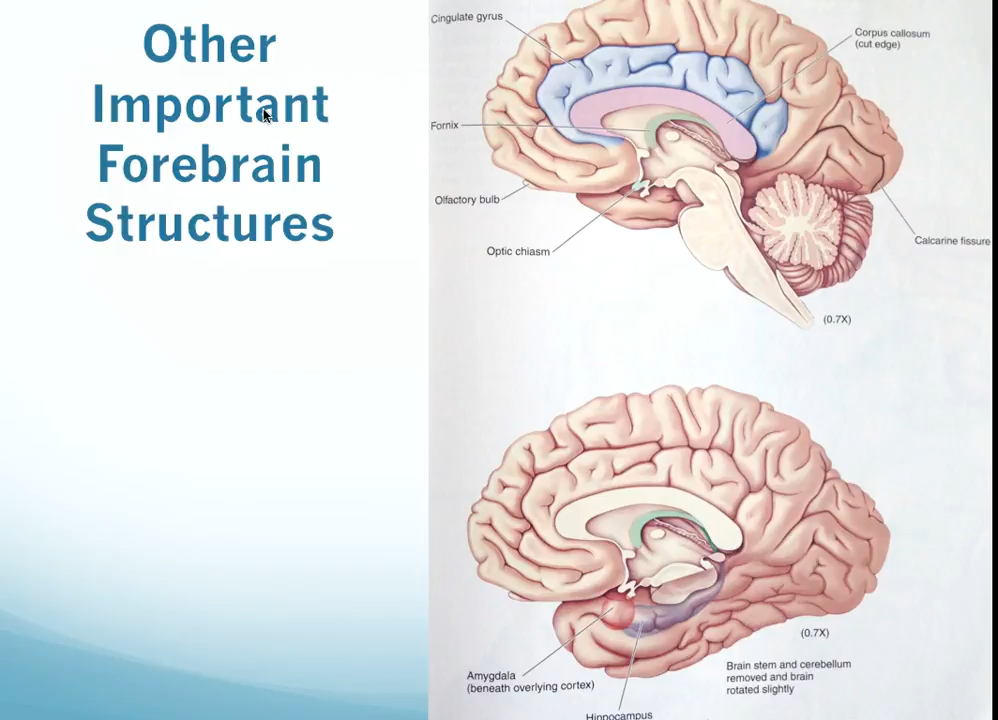 Other
Important
Forebrain
Structures
Cingulate gyrus
Corpus callosum
(cut edge)
Fornix
Olfactory bulb
Optic chiasm
Calcarine fissure
(0.7X)
(0.7X)
Amygdala
(beneath overlying cortex)
Brain stem and cerebellum
removed and brain
rotated slightly
Hippocampus